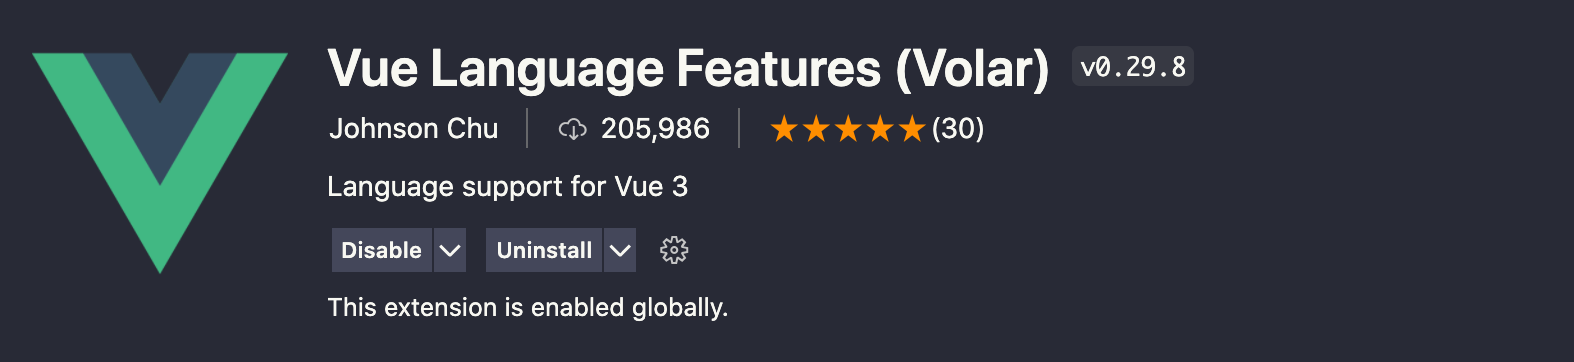 Vue Language Features (Volar) v0.29.8
Johnson Chu 205,986 (30)
Language support for Vue 3
Disable Uninstall
This extension is enabled globally.